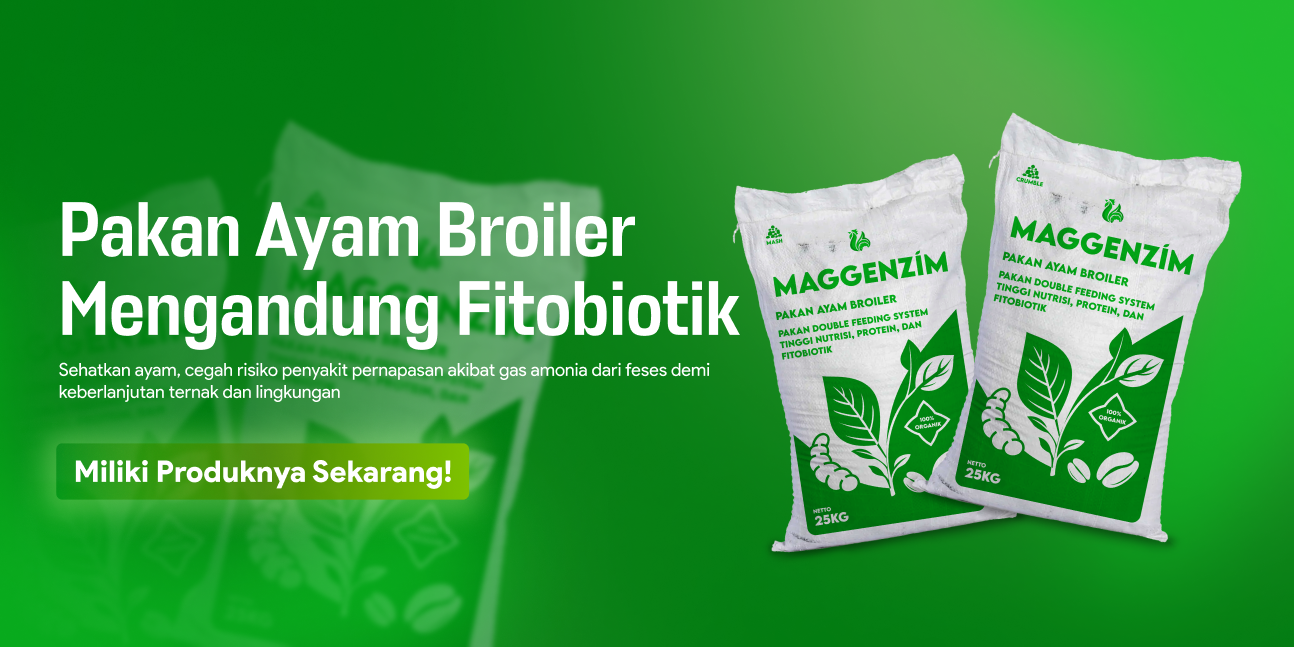 Pakan Ayam Broiler
Mengandung Fitobiotik
Sehatkan ayam, cegah risiko penyakit pernapasan akibat gas amonia dari feses demi
keberlanjutan ternak dan lingkungan
Miliki Produknya Sekarang!
MASH
MAGGENZÍM
PAKAN AYAM BROILER
PAKAN DOUBLE FEEDING SYSTEM
TINGGI NUTRISI, PROTEIN, DAN
FITOBIOTIK
100%
ORGANIK
NETTO
25KG
CRUMBLE
MAGGENZÍM
PAKAN AYAM BROILER
PAKAN DOUBLE FEEDING SYSTEM
TINGGI NUTRISI, PROTEIN, DAN
FITOBIOTIK
100%
ORGANIK
NETTO
25KG